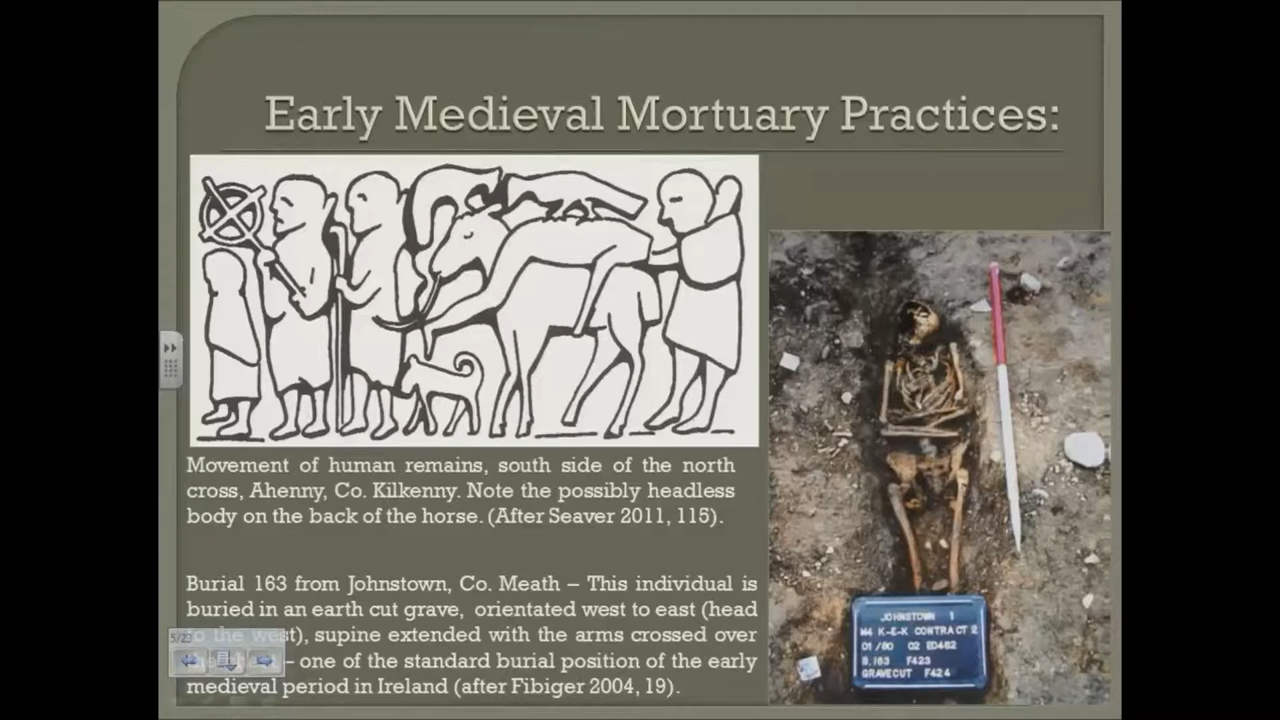 Early Medieval Mortuary Practices:
Movement of human remains, south side of the north
cross, Ahenny, Co. Kilkenny. Note the possibly headless
body on the back of the horse. (After Seaver 2011, 115).
Burial 163 from Johnstown, Co. Meath – This individual is
buried in an earth cut grave, orientated west to east (head
to the west), supine extended with the arms crossed over
– one of the standard burial position of the early
medieval period in Ireland (after Fibiger 2004, 19).
5/23
JOHNSTOWN 1
M4 K-E-K CONTRACT 2
01/80 02 E0462
B.163 F423
GRAVECUT F424